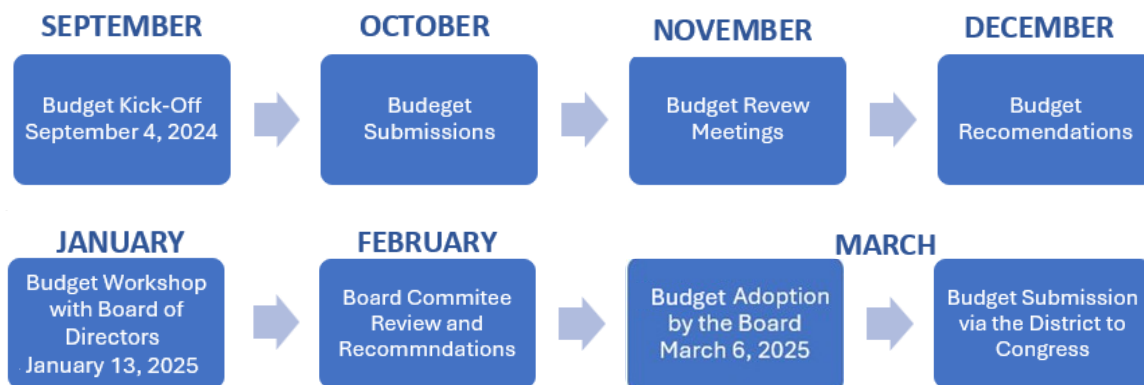 SEPTEMBER
Budget Kick-Off
September 4, 2024
OCTOBER
Budeget
Submissions
NOVEMBER
Budget Revew
Meetings
DECEMBER
Budget
Recomendations
JANUARY
Budget Workshop
with Board of
Directors
January 13, 2025
FEBRUARY
Board Commitee
Review and
Recommndations
MARCH
Budget Adoption
by the Board
March 6, 2025
Budget Submission
via the District to
Congress